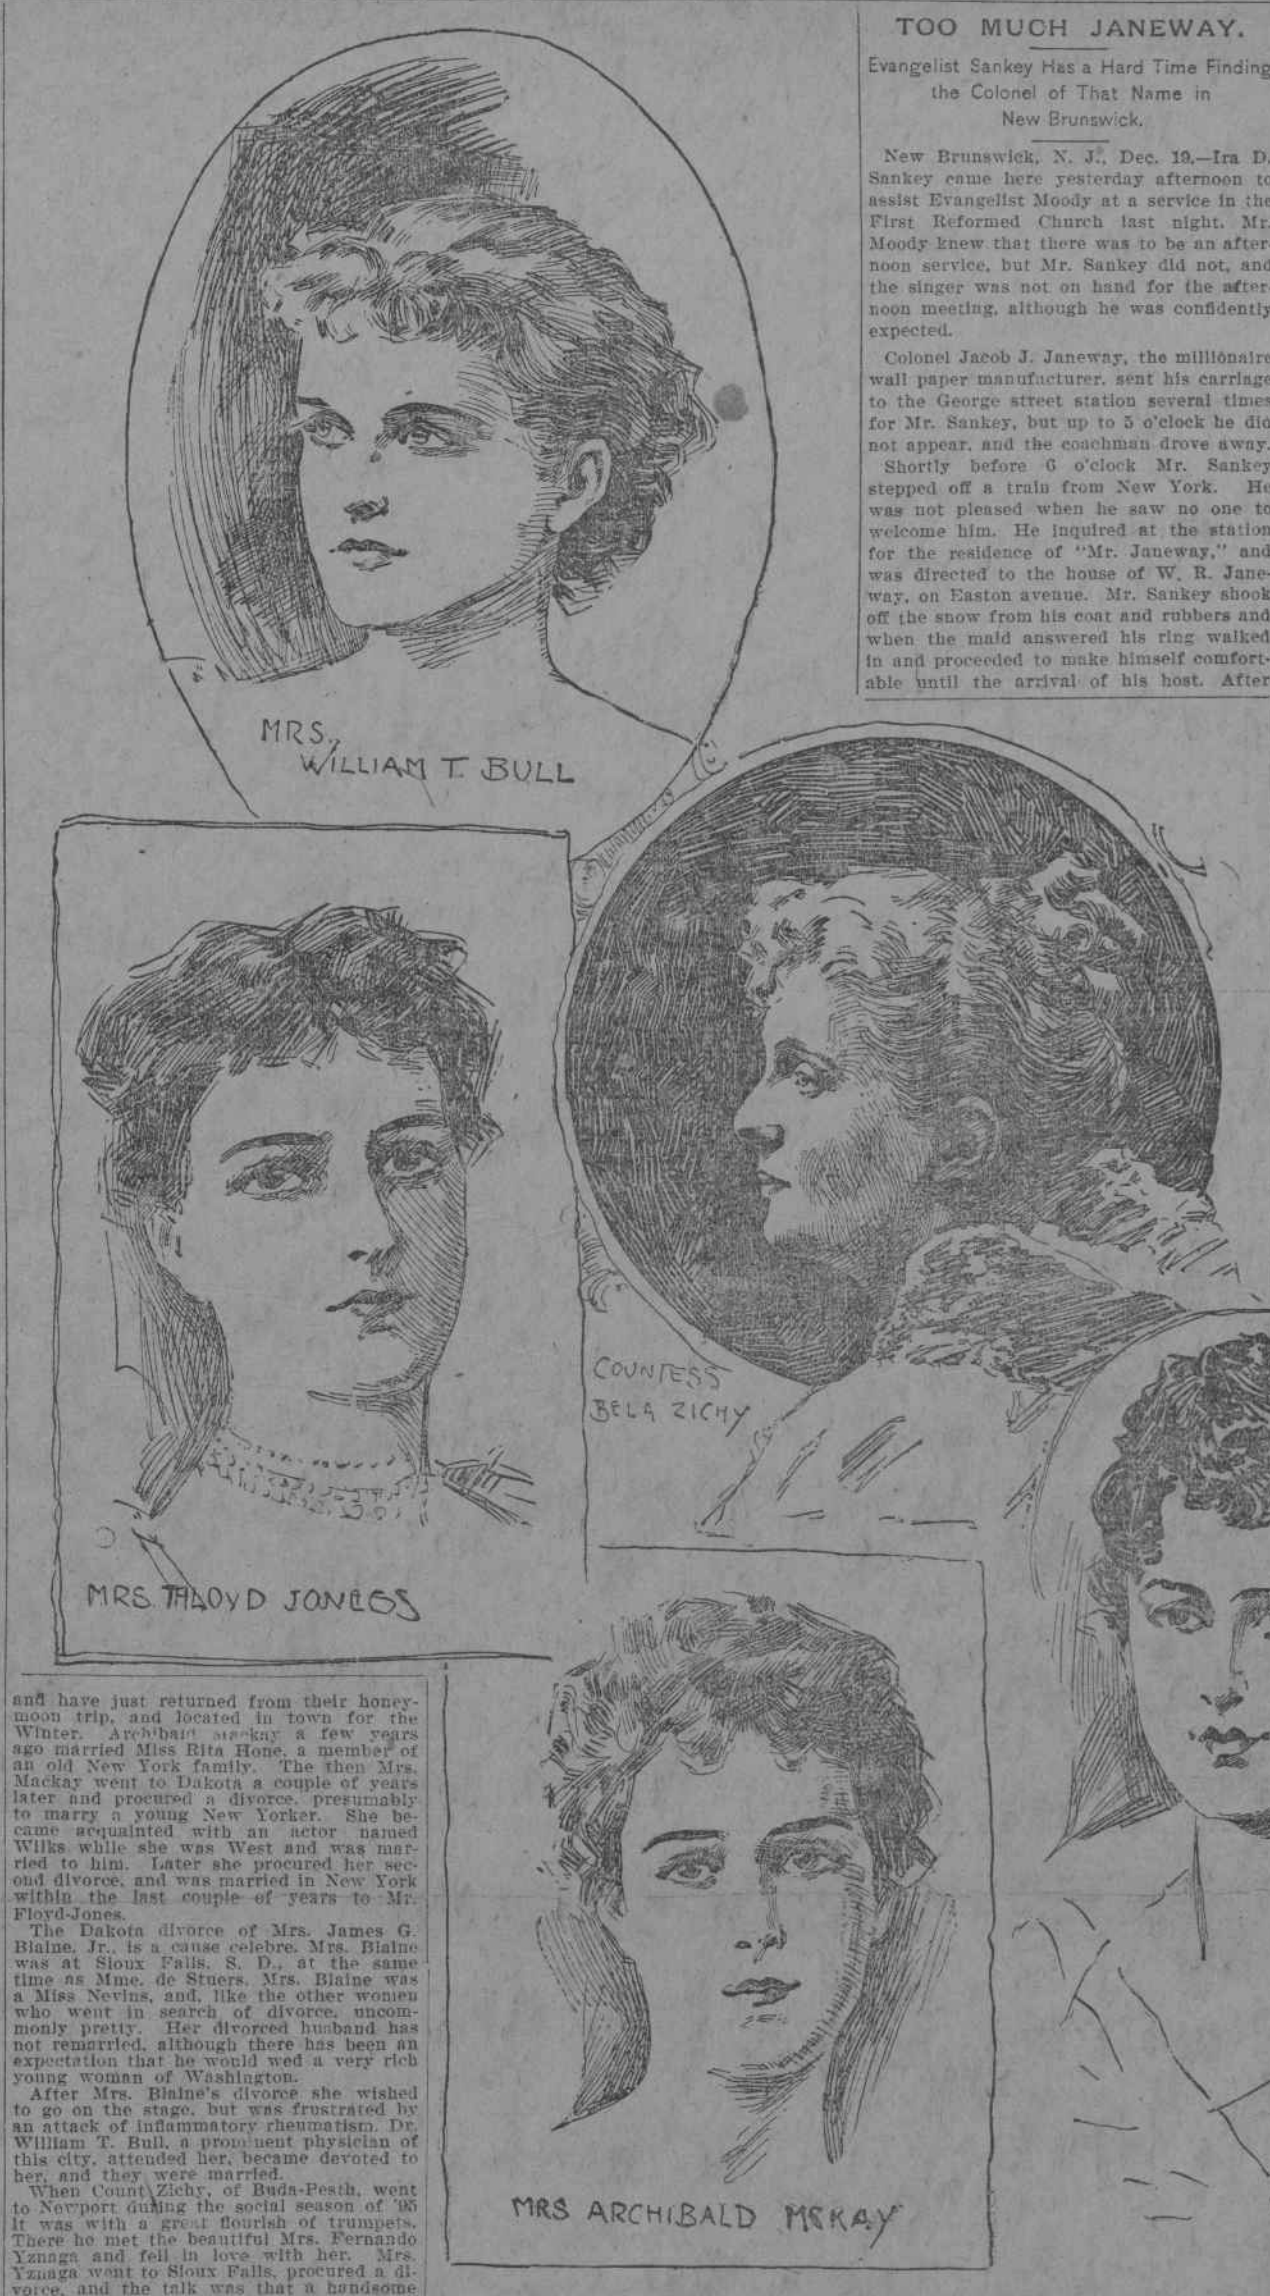 TOO MUCH JANEWAY.
Evangelist Sankey Has a Hard Time Finding
the Colonel of That Name in
New Brunswick.
New Brunswick, N. J., Dec. 19.—Ira D.
Sankey came here yesterday afternoon to
assist Evangelist Moody at a service in the
First Reformed Church last night. Mr.
Moody knew that there was to be an after-
noon service, but Mr. Sankey did not, and
the singer was not on hand for the after-
noon meeting, although he was confidently
expected.
Colonel Jacob J. Janeway, the millionaire
wall paper manufacturer, sent his carriage
to the George street station several times
for Mr. Sankey, but up to 5 o'clock he did
not appear, and the coachman drove away.
Shortly before 6 o'clock Mr. Sankey
stepped off a train from New York. He
was not pleased when he saw no one to
welcome him. He inquired at the station
for the residence of "Mr. Janeway," and
was directed to the house of W. R. Jane-
way, on Easton avenue. Mr. Sankey shook
off the snow from his coat and rubbers and
when the maid answered his ring walked
in and proceeded to make himself comfort-
able until the arrival of his host. After
MRS.
WILLIAM T. BULL
COUNTESS
BELA ZICHY
MRS. JONES
MRS ARCHIBALD McKAY
and have just returned from their honey-
moon trip, and located in town for the
Winter. Archibald Mackay a few years
ago married Miss Rita Hone, a member of
an old New York family. The then Mrs.
Mackay went to Dakota a couple of years
later and procured a divorce, presumably
to marry a young New Yorker. She be-
came acquainted with an actor named
Wilks while she was West and was mar-
ried to him. Later she procured her sec-
ond divorce, and was married in New York
within the last couple of years to Mr.
Floyd-Jones.
The Dakota divorce of Mrs. James G.
Blaine, Jr., is a cause celebre. Mrs. Blaine
was at Sioux Falls, S. D., at the same
time as Mme. de Stuers. Mrs. Blaine was
a Miss Nevins, and, like the other women
who went in search of divorce, uncom-
monly pretty. Her divorced husband has
not remarried, although there has been an
expectation that he would wed a very rich
young woman of Washington.
After Mrs. Blaine's divorce she wished
to go on the stage, but was frustrated by
an attack of inflammatory rheumatism. Dr.
William T. Bull, a prominent physician of
this city, attended her, became devoted to
her, and they were married.
When Count Zichy, of Buda-Pesth, went
to Newport during the social season of '95
it was with a great flourish of trumpets.
There he met the beautiful Mrs. Fernando
Yznaga and fell in love with her. Mrs.
Yznaga went to Sioux Falls, procured a di-
vorce, and the talk was that a handsome